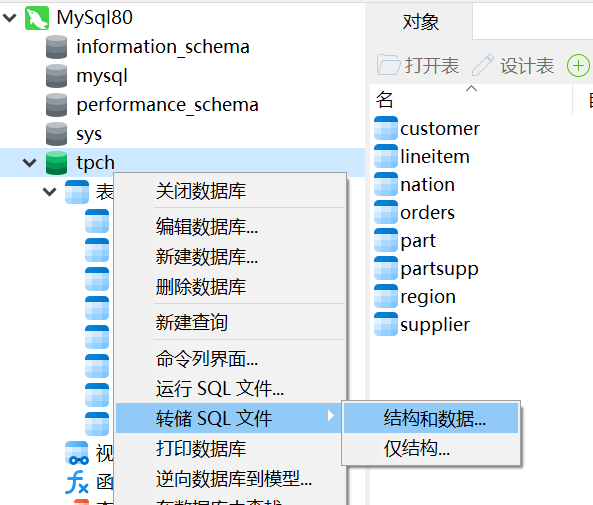 MySql80
information_schema
mysql
performance_schema
sys
tpch
表
视
函
关闭数据库
编辑数据库...
新建数据库...
删除数据库
新建查询
命令列界面...
运行 SQL 文件...
转储 SQL 文件
打印数据库
逆向数据库到模型...
结构和数据...
仅结构...
对象
打开表
设计表
名
customer
lineitem
nation
orders
part
partsupp
region
supplier